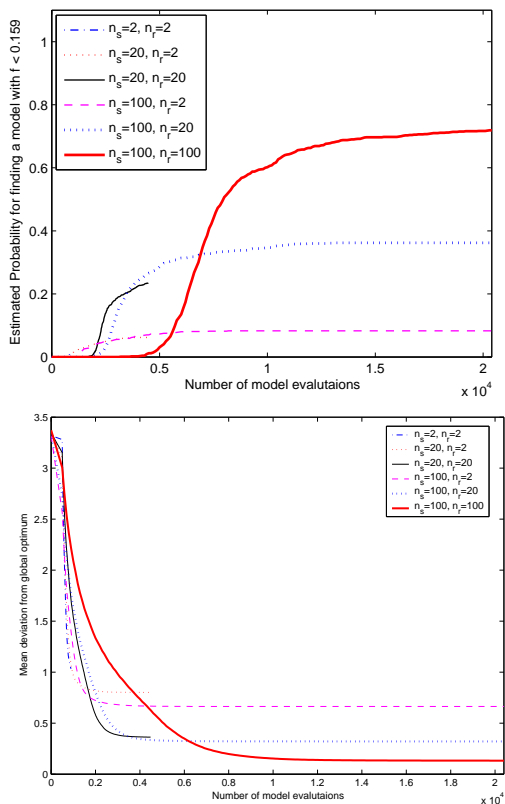 Estimated Probability for finding a model with f < 0.159
1
0.8
0.6
0.4
0.2
0
n_s=2, n_r=2
n_s=20, n_r=2
n_s=20, n_r=20
n_s=100, n_r=2
n_s=100, n_r=20
n_s=100, n_r=100
0 0.5 1 1.5 2
x 10^4
Number of model evalutaions
Mean deviation from global optimum
3.5
3
2.5
2
1.5
1
0.5
0
n_s=2, n_r=2
n_s=20, n_r=2
n_s=20, n_r=20
n_s=100, n_r=2
n_s=100, n_r=20
n_s=100, n_r=100
0 0.2 0.4 0.6 0.8 1 1.2 1.4 1.6 1.8 2
Number of model evalutaions
x 10^4